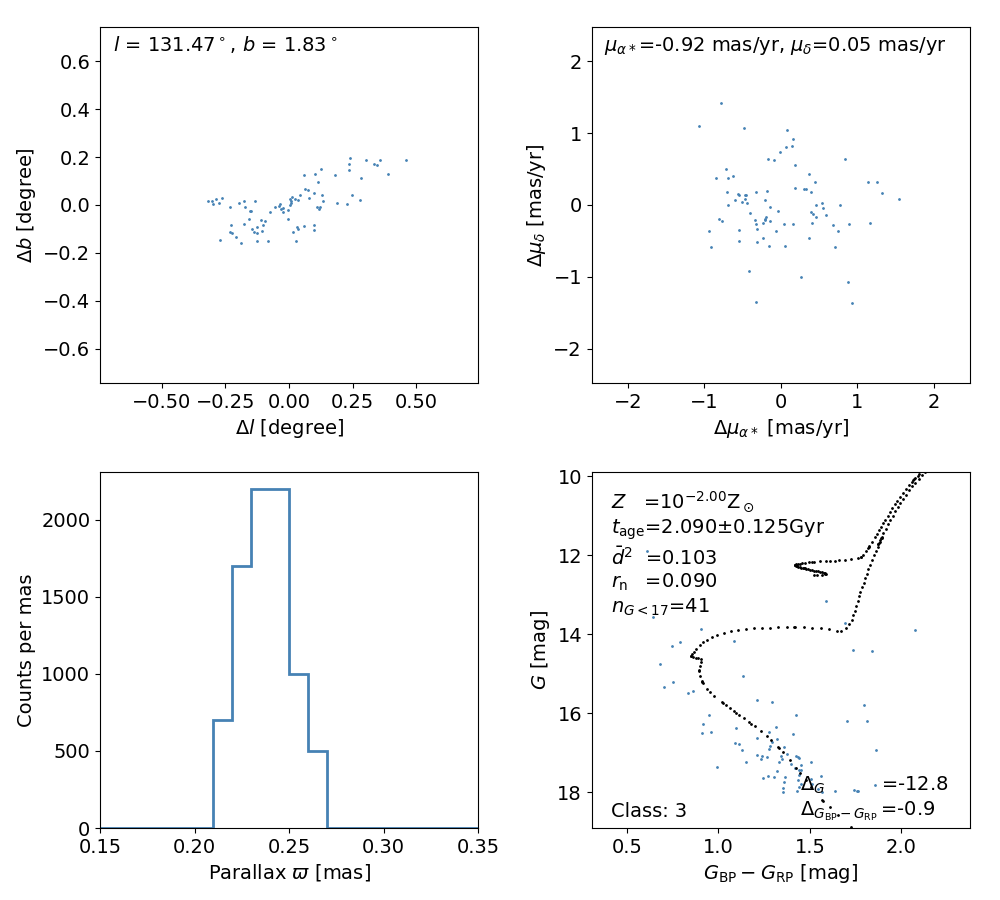 l = 131.47°, b = 1.83°
0.6
0.4
0.2
0.0
−0.2
−0.4
−0.6
Δb [degree]
−0.50 −0.25 0.00 0.25 0.50
Δl [degree]
μα*=-0.92 mas/yr, μδ=0.05 mas/yr
2
1
0
−1
−2
Δμδ [mas/yr]
−2 −1 0 1 2
Δμα* [mas/yr]
2000
1500
1000
500
0
Counts per mas
0.15 0.20 0.25 0.30 0.35
Parallax ϖ [mas]
10
12
14
16
18
G [mag]
Z =10^−2.00Z⊙
tage=2.090±0.125Gyr
d̄² =0.103
rn =0.090
nG<17=41
ΔG =-12.8
ΔGBP−GRP=-0.9
Class: 3
0.5 1.0 1.5 2.0
GBP − GRP [mag]